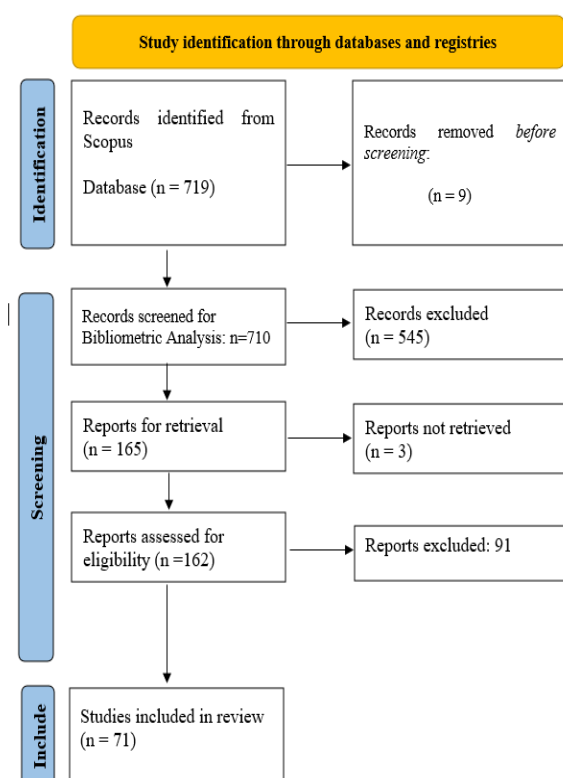 Study identification through databases and registries
Identification
Records identified from
Scopus
Database (n = 719)
Records removed before
screening:
(n = 9)
Screening
Records screened for
Bibliometric Analysis: n=710
Records excluded
(n = 545)
Reports for retrieval
(n = 165)
Reports not retrieved
(n = 3)
Reports assessed for
eligibility (n =162)
Reports excluded: 91
Include
Studies included in review
(n = 71)